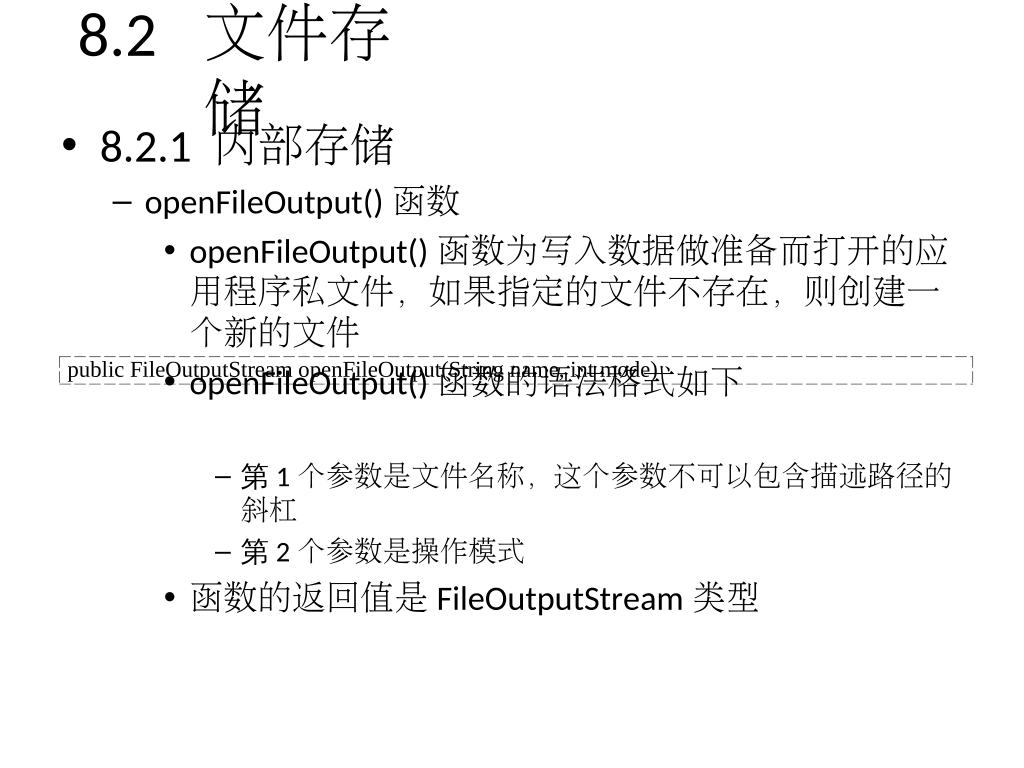 8.2 文件存
储
• 8.2.1 内部存储
– openFileOutput() 函数
• openFileOutput() 函数为写入数据做准备而打开的应
用程序私文件，如果指定的文件不存在，则创建一
个新的文件
public FileOutputStream openFileOutput(String name, int mode)
• openFileOutput() 函数的语法格式如下
– 第 1 个参数是文件名称，这个参数不可以包含描述路径的
斜杠
– 第 2 个参数是操作模式
• 函数的返回值是 FileOutputStream 类型